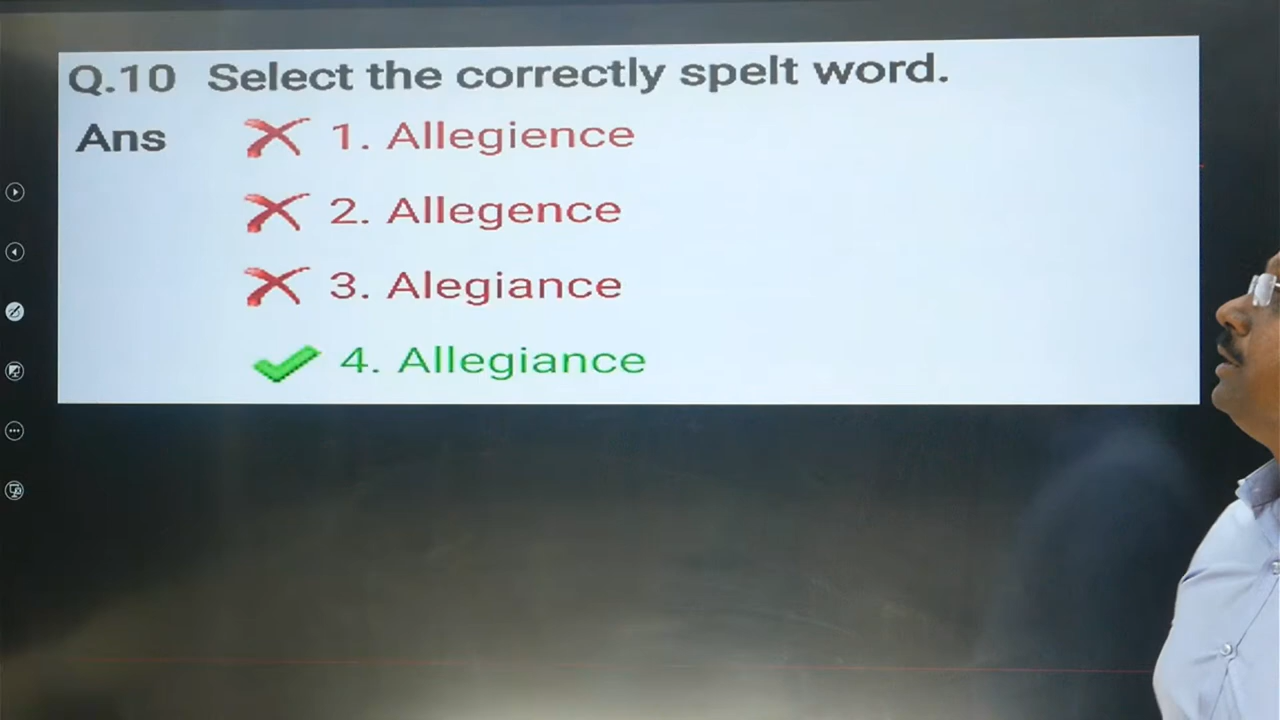 Q.10 Select the correctly spelt word.
Ans 1. Allegience
2. Allegence
3. Alegiance
4. Allegiance